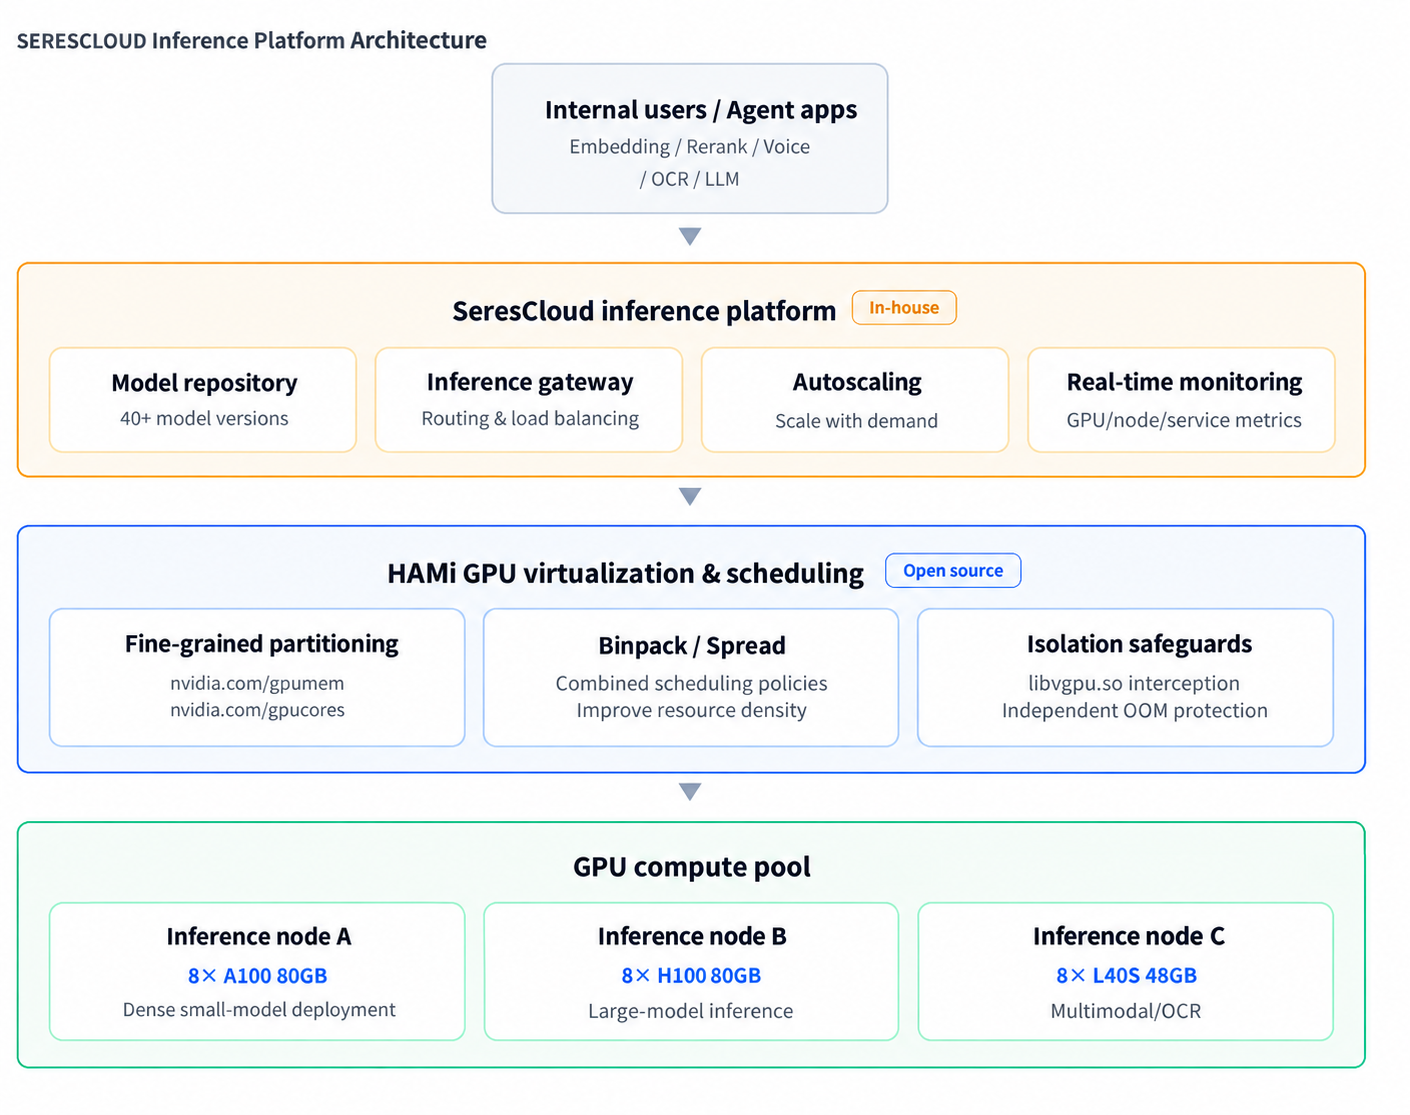 SERESCLOUD Inference Platform Architecture
Internal users / Agent apps
Embedding / Rerank / Voice
/ OCR / LLM
SeresCloud inference platform
In-house
Model repository
40+ model versions
Inference gateway
Routing & load balancing
Autoscaling
Scale with demand
Real-time monitoring
GPU/node/service metrics
HAMi GPU virtualization & scheduling
Open source
Fine-grained partitioning
nvidia.com/gpumem
nvidia.com/gpucores
Binpack / Spread
Combined scheduling policies
Improve resource density
Isolation safeguards
libvgpu.so interception
Independent OOM protection
GPU compute pool
Inference node A
8× A100 80GB
Dense small-model deployment
Inference node B
8× H100 80GB
Large-model inference
Inference node C
8× L40S 48GB
Multimodal/OCR